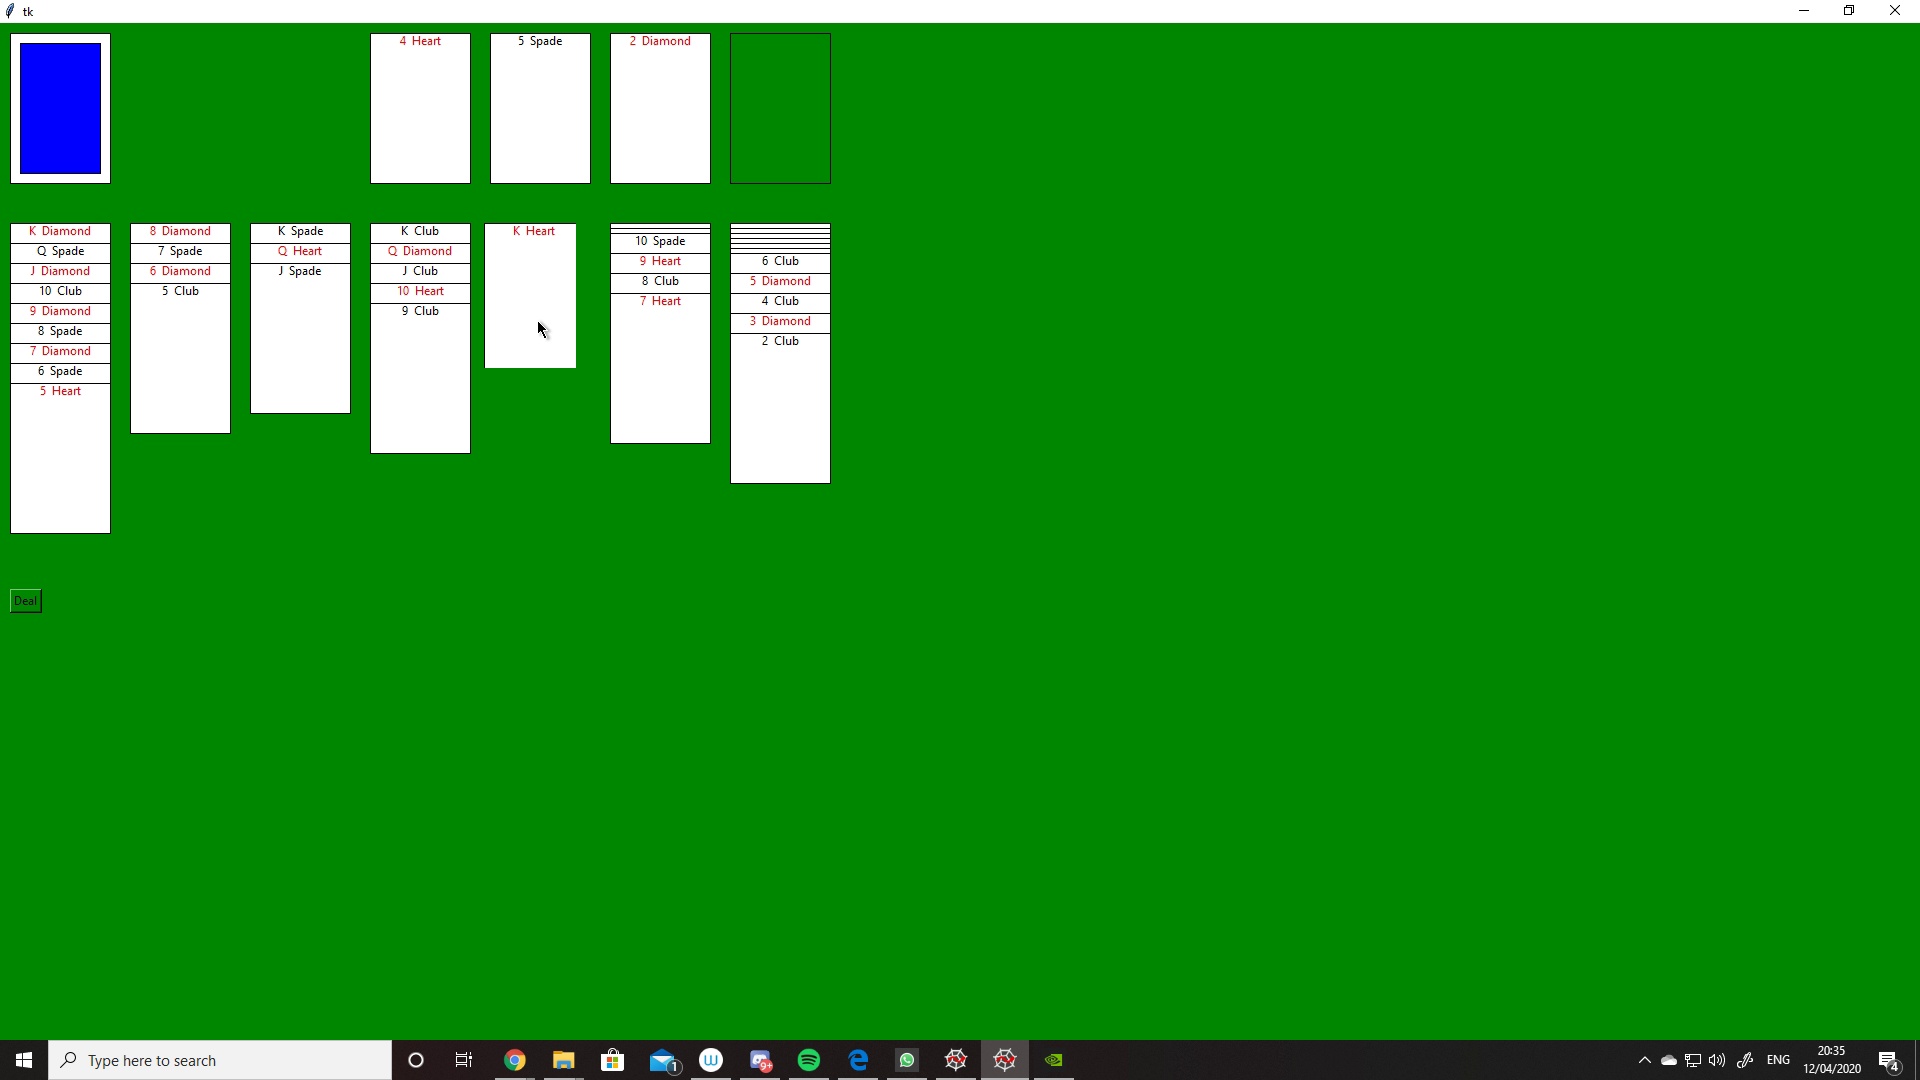 tk
4 Heart
5 Spade
2 Diamond
K Diamond
Q Spade
J Diamond
10 Club
9 Diamond
8 Spade
7 Diamond
6 Spade
5 Heart
8 Diamond
7 Spade
6 Diamond
5 Club
K Spade
Q Heart
J Spade
K Club
Q Diamond
J Club
10 Heart
9 Club
K Heart
10 Spade
9 Heart
8 Club
7 Heart
6 Club
5 Diamond
4 Club
3 Diamond
2 Club
Deal
Type here to search
1
W
9+
ENG
20:35
12/04/2020
4